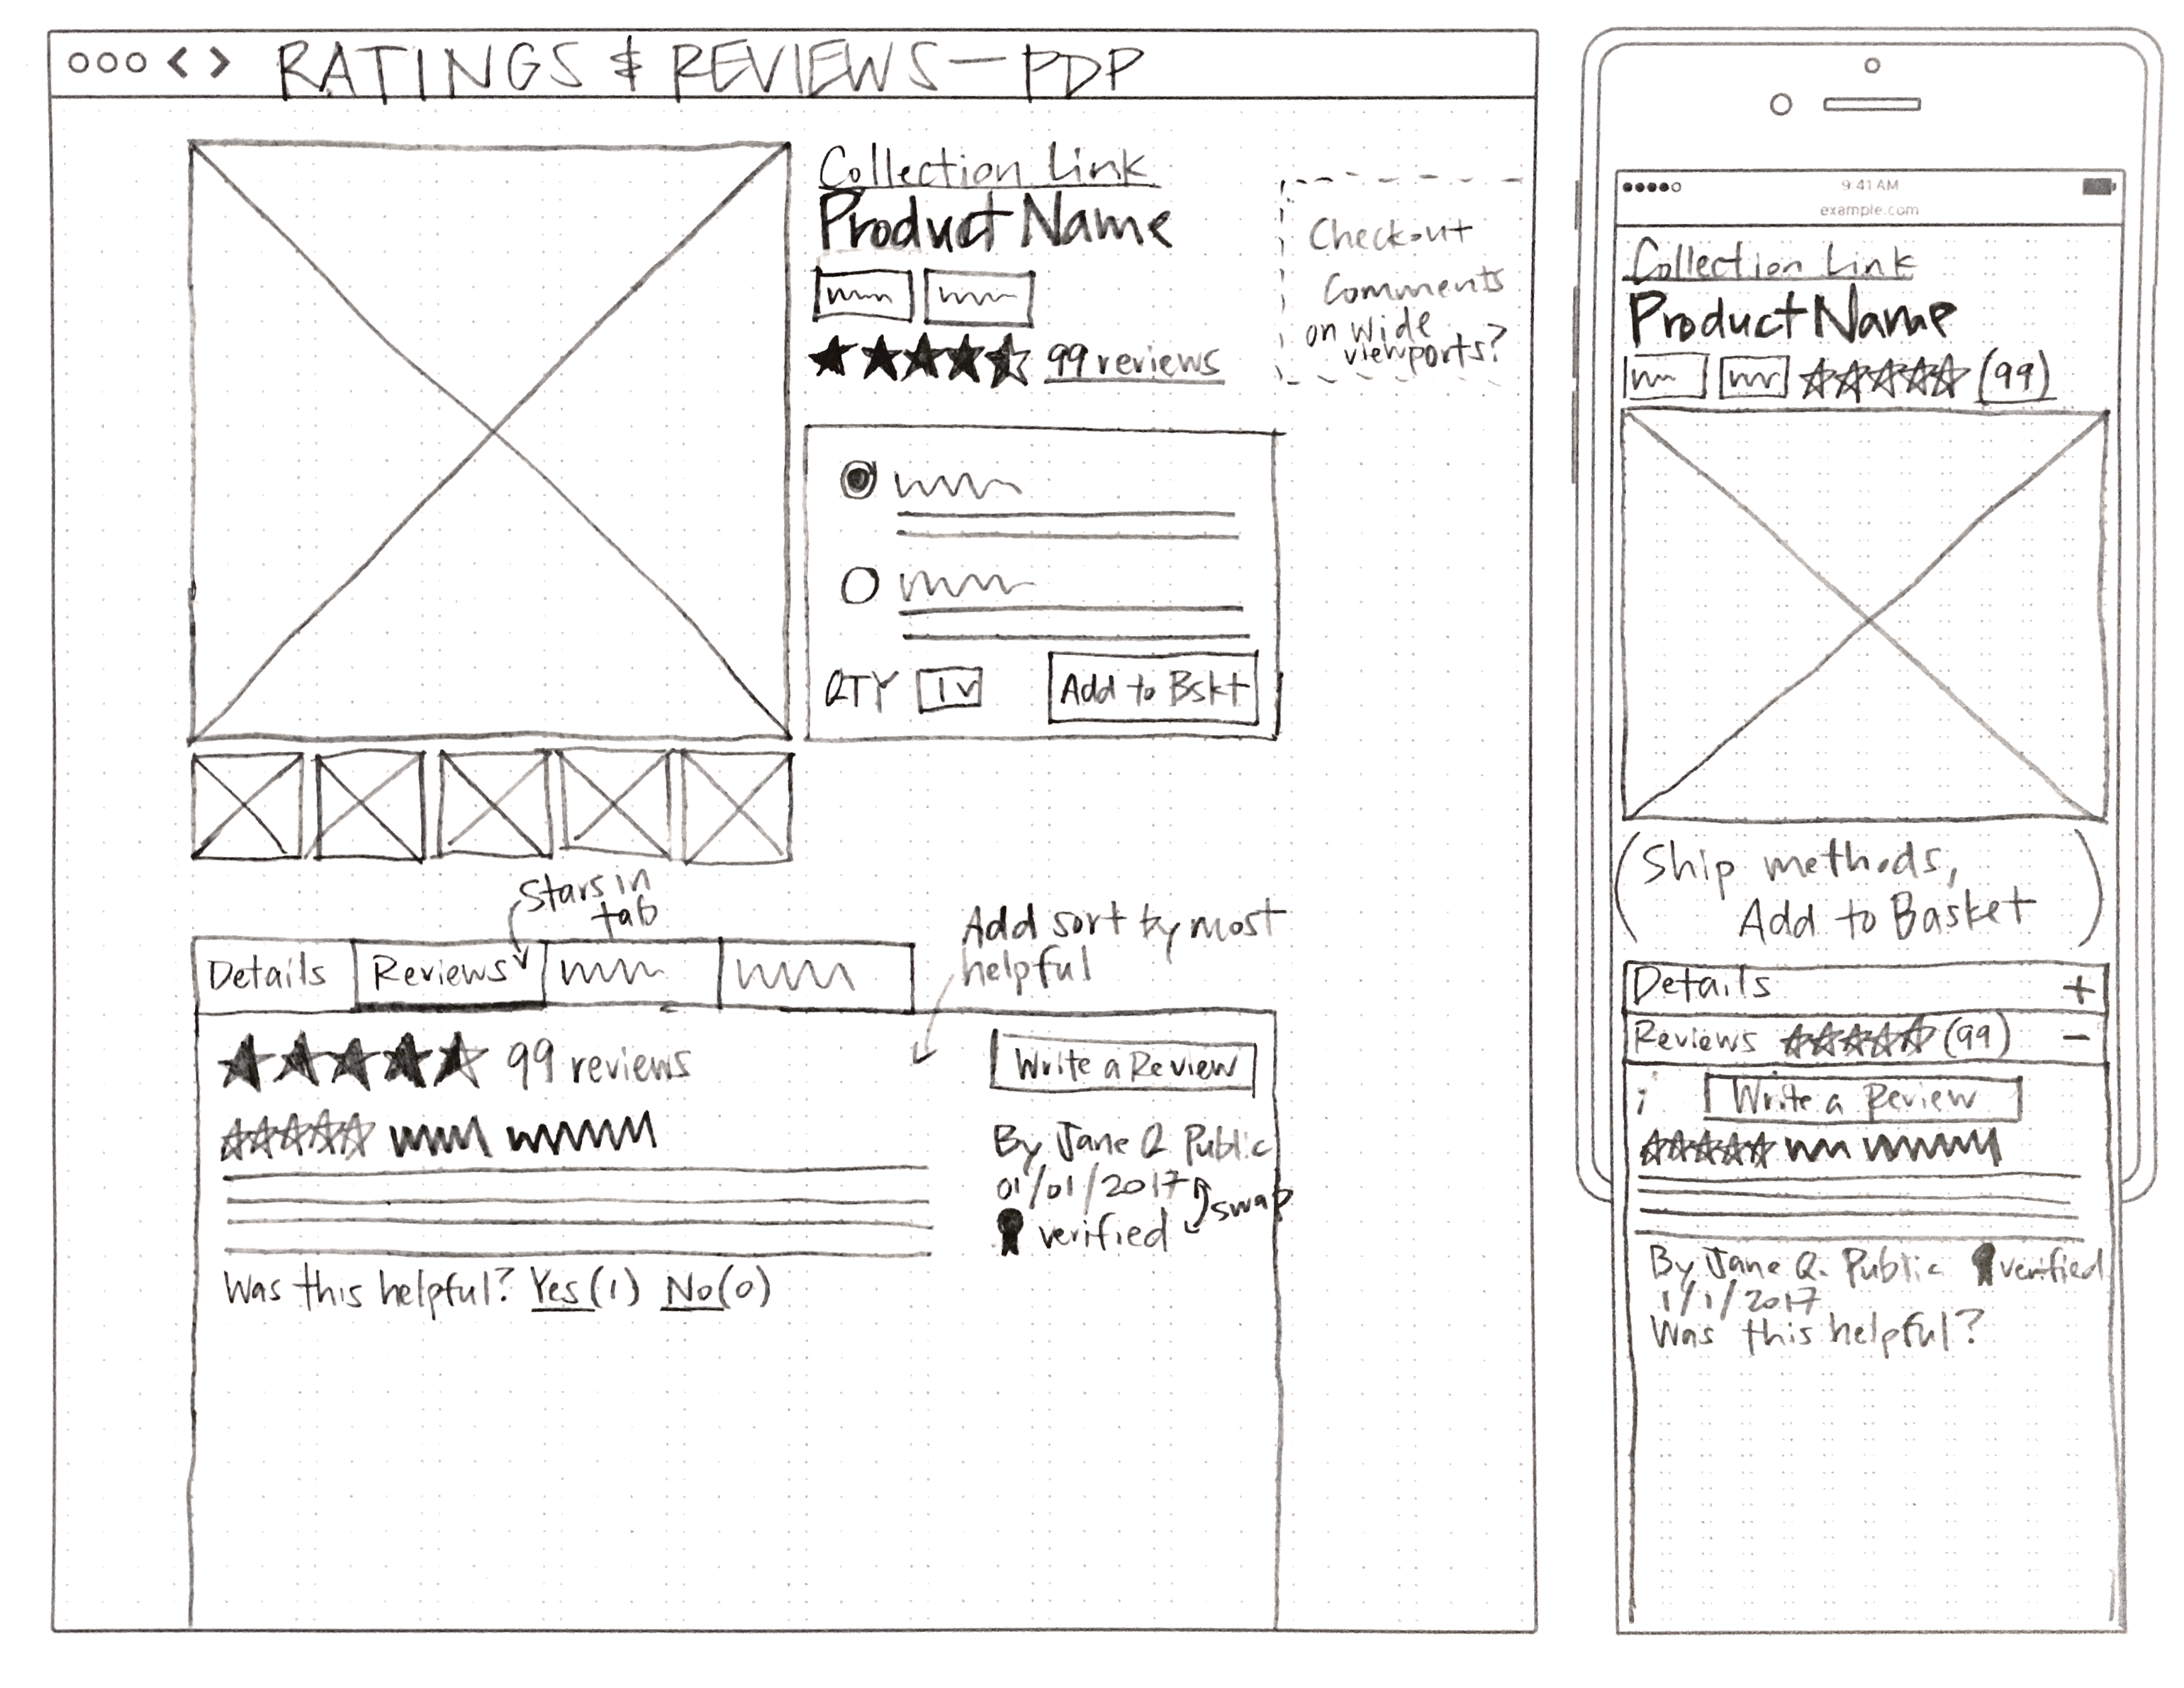 RATINGS & REVIEWS — PDP
Collection Link
Product Name
99 reviews
Checkout
Comments
on wide
viewports?
QTY 1 Add to Bskt
Stars in
tab
Add sort by most
helpful
Details Reviews
99 reviews
Write a Review
By Jane Q Public
01/01/2017
swap
verified
Was this helpful? Yes (1) No (0)
9:41 AM
example.com
Collection Link
Product Name
(99)
(Ship methods,
Add to Basket)
Details +
Reviews (99) −
Write a Review
By Jane Q. Public verified
1/1/2017
Was this helpful?